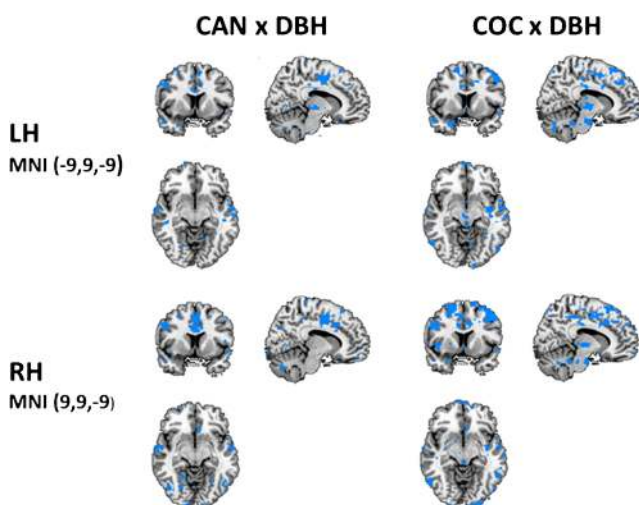 CAN x DBH
COC x DBH
LH
MNI (-9,9,-9)
RH
MNI (9,9,-9)